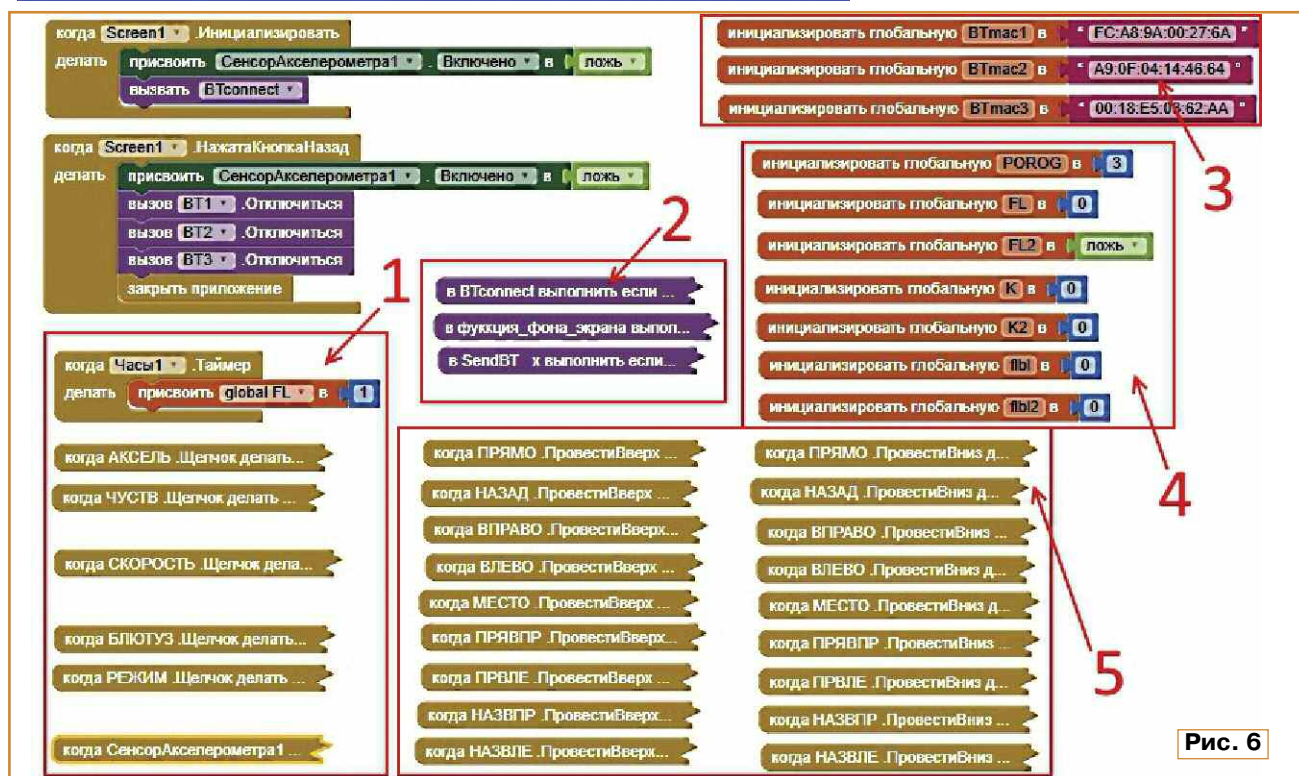 когда Screen1 .Инициализировать
делать присвоить СенсорАкселерометра1 . Включено в ложь
вызвать BTconnect
когда Screen1 .НажатаКнопкаНазад
делать присвоить СенсорАкселерометра1 . Включено в ложь
вызов BT1 .Отключиться
вызов BT2 .Отключиться
вызов BT3 .Отключиться
закрыть приложение
1
когда Часы1 .Таймер
делать присвоить global FL в 1
когда АКСЕЛЬ .Щелчок делать...
когда ЧУСТВ .Щелчок делать ...
когда СКОРОСТЬ .Щелчок дела...
когда БЛЮТУЗ .Щелчок делать...
когда РЕЖИМ .Щелчок делать ...
когда СенсорАкселерометра1 ...
2
в BTconnect выполнить если ...
в фукция_фона_экрана выпол...
в SendBT x выполнить если...
инициализировать глобальную BTmac1 в " FC:A8:9A:00:27:6A "
инициализировать глобальную BTmac2 в " A9:0F:04:14:46:64 "
инициализировать глобальную BTmac3 в " 00:18:E5:03:62:AA "
3
инициализировать глобальную POROG в 3
инициализировать глобальную FL в 0
инициализировать глобальную FL2 в ложь
инициализировать глобальную K в 0
инициализировать глобальную K2 в 0
инициализировать глобальную flbl в 0
инициализировать глобальную flbl2 в 0
4
когда ПРЯМО .ПровестиВверх ...
когда НАЗАД .ПровестиВверх ...
когда ВПРАВО .ПровестиВверх...
когда ВЛЕВО .ПровестиВверх ...
когда МЕСТО .ПровестиВверх ...
когда ПРЯВПР .ПровестиВверх...
когда ПРВЛЕ .ПровестиВверх ...
когда НАЗВПР .ПровестиВверх...
когда НАЗВЛЕ .ПровестиВверх...
когда ПРЯМО .ПровестиВниз д...
когда НАЗАД .ПровестиВниз д...
когда ВПРАВО .ПровестиВниз ...
когда ВЛЕВО .ПровестиВниз д...
когда МЕСТО .ПровестиВниз д...
когда ПРЯВПР .ПровестиВниз ...
когда ПРВЛЕ .ПровестиВниз д...
когда НАЗВПР .ПровестиВниз ...
когда НАЗВЛЕ .ПровестиВниз ...
5
Рис. 6